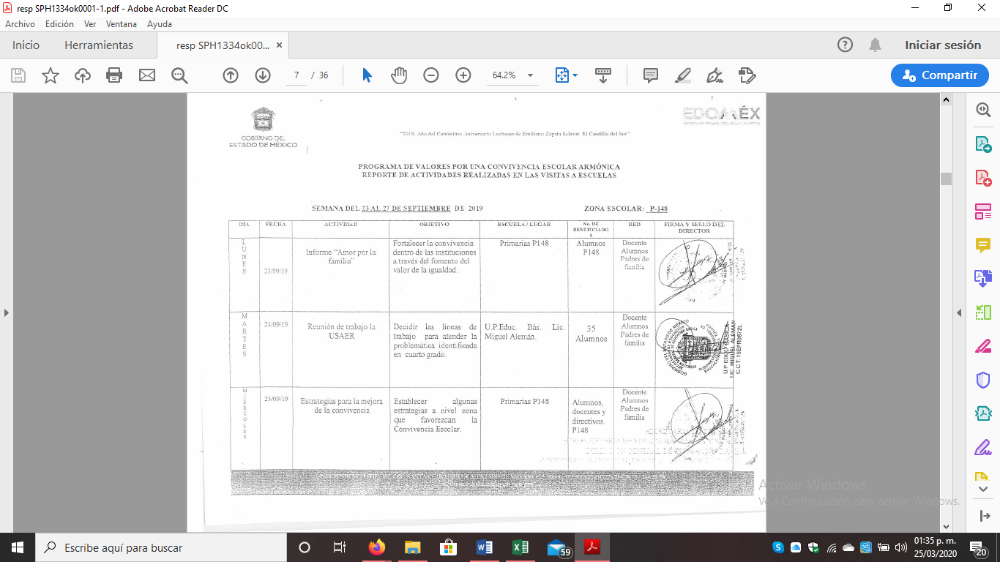 resp SPH1334ok0001-1.pdf - Adobe Acrobat Reader DC
Archivo Edición Ver Ventana Ayuda
Inicio Herramientas resp SPH1334ok00... × Iniciar sesión
7 / 36 64.2% Compartir
GOBIERNO DEL
ESTADO DE MÉXICO
EDOMÉX
"2019. Año del Centésimo Aniversario Luctuoso de Emiliano Zapata Salazar. El Caudillo del Sur"
PROGRAMA DE VALORES POR UNA CONVIVENCIA ESCOLAR ARMÓNICA
REPORTE DE ACTIVIDADES REALIZADAS EN LAS VISITAS A ESCUELAS
SEMANA DEL 23 AL 27 DE SEPTIEMBRE DE 2019 ZONA ESCOLAR: P-148
DIA FECHA ACTIVIDAD OBJETIVO ESCUELA / LUGAR No. DE BENEFICIADO S RED FIRMA Y SELLO DEL DIRECTOR
LUNES
23/09/19
Informe "Amor por la
familia"
Fortalecer la convivencia
dentro de las instituciones
a través del fomento del
valor de la igualdad.
Primarias P148
Alumnos
P148
Docente
Alumnos
Padres de
familia
MARTES
24/09/19
Reunión de trabajo la
USAER
Decidir las líneas de
trabajo para atender la
problemática identificada
en cuarto grado.
U.P.Educ. Bás. Lic.
Miguel Alemán.
35
Alumnos
Docente
Alumnos
Padres de
familia
U.P EDUC. BASICA
LIC. MIGUEL ALEMAN
C.C.T. 15EPR0672L
MIERCOLES
25/09/19
Estrategias para la mejora
de la convivencia
Establecer algunas
estrategias a nivel zona
que favorezcan la
Convivencia Escolar.
Primarias P148
Alumnos,
docentes y
directivos.
P148
Docente
Alumnos
Padres de
familia
Activar Windows
Ve a Configuración para activar Windows.
Escribe aquí para buscar
59
01:35 p. m.
25/03/2020
20